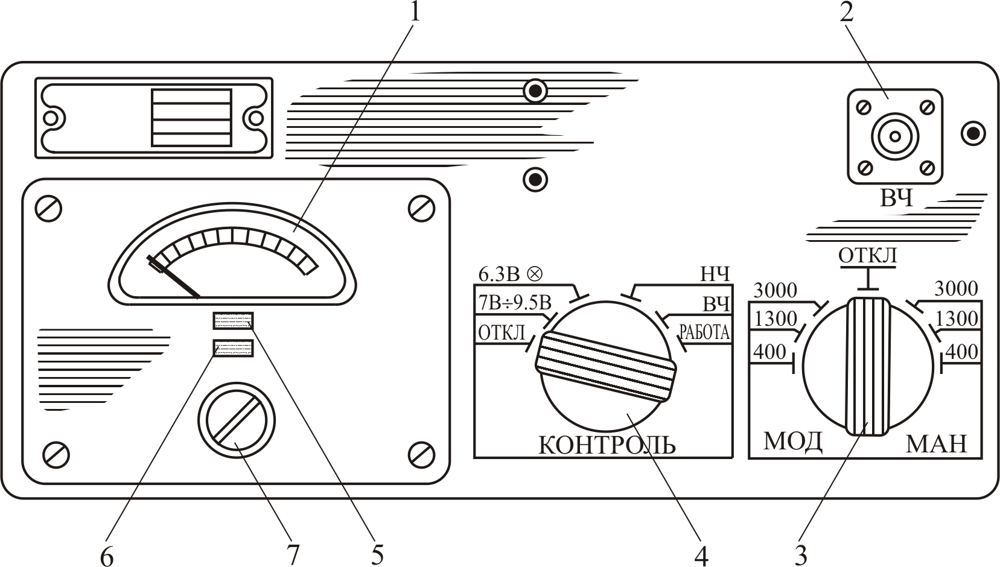 1
2
ВЧ
ОТКЛ
6.3В ⊗
НЧ
7В÷9.5В
ВЧ
ОТКЛ
РАБОТА
КОНТРОЛЬ
3000
3000
1300
1300
400
400
МОД
МАН
6
7
5
4
3